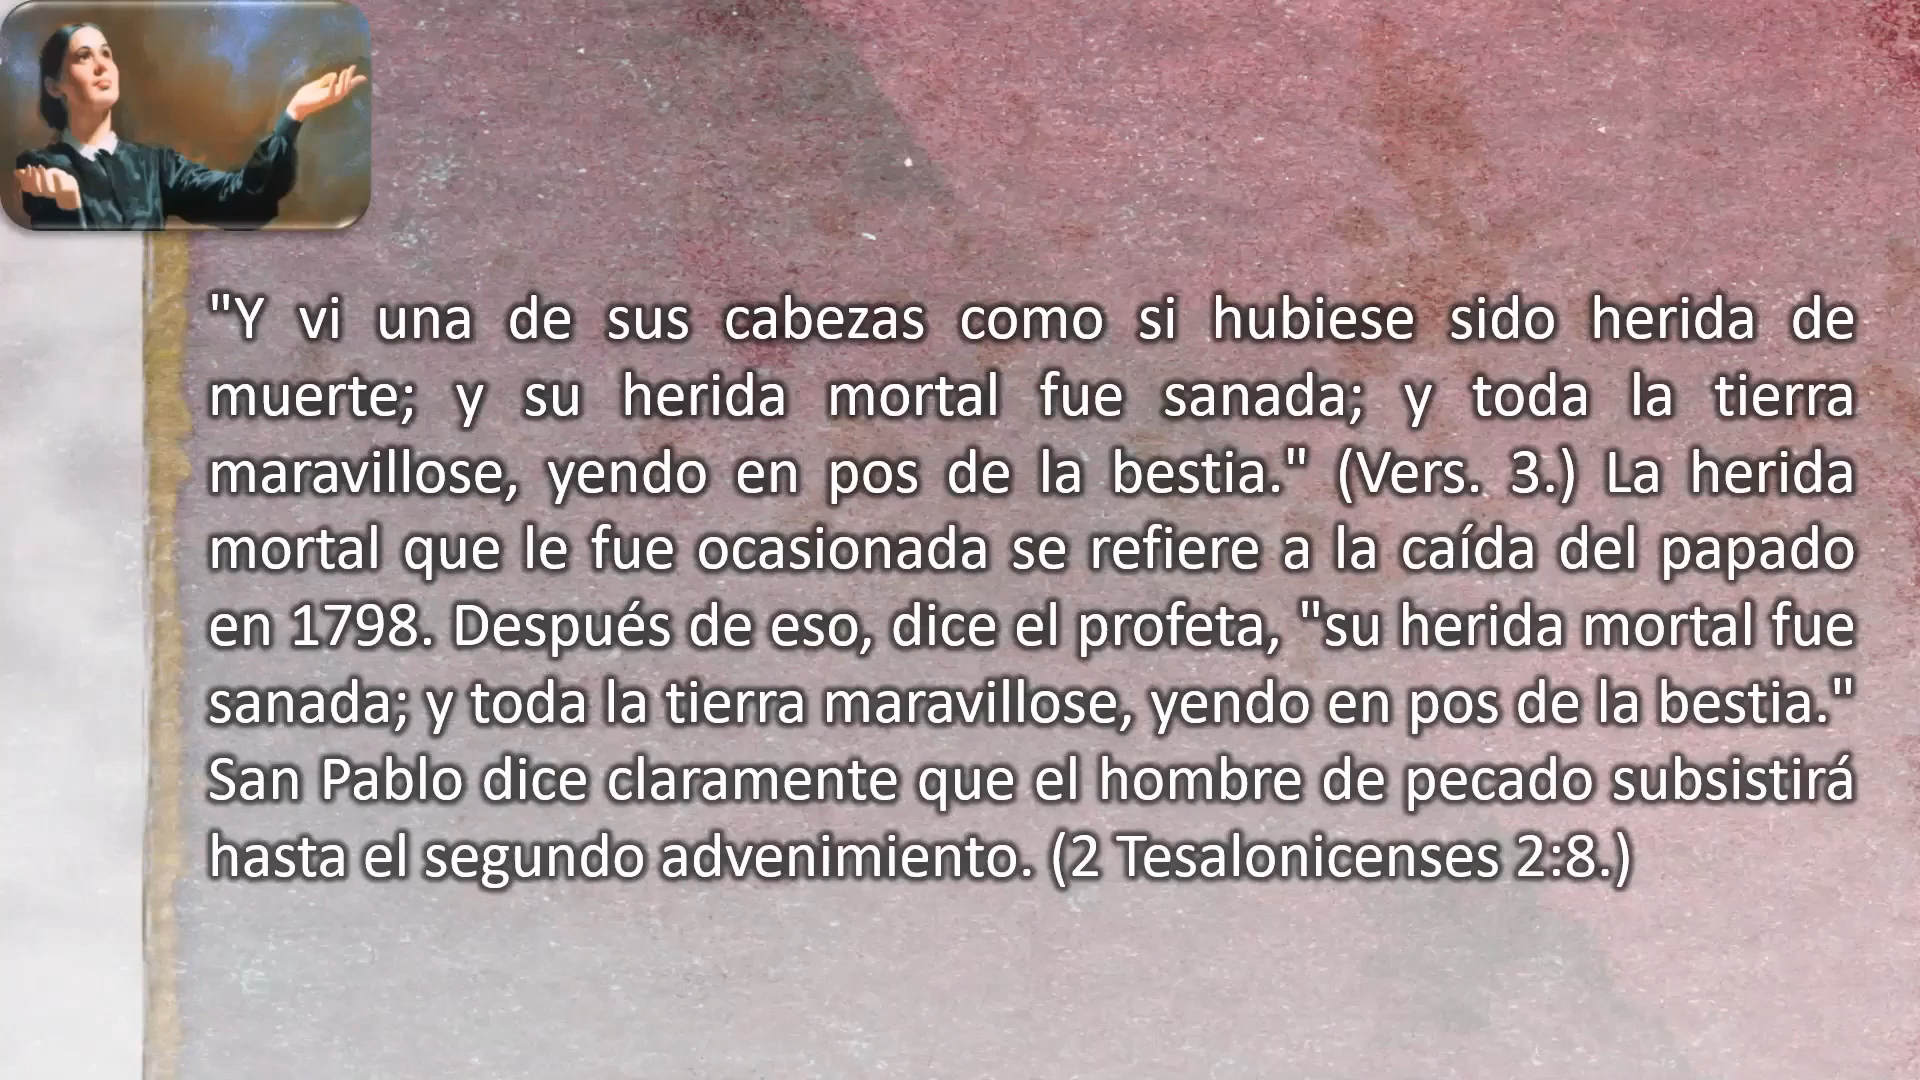 "Y vi una de sus cabezas como si hubiese sido herida de
muerte; y su herida mortal fue sanada; y toda la tierra
maravillose, yendo en pos de la bestia." (Vers. 3.) La herida
mortal que le fue ocasionada se refiere a la caída del papado
en 1798. Después de eso, dice el profeta, "su herida mortal fue
sanada; y toda la tierra maravillose, yendo en pos de la bestia."
San Pablo dice claramente que el hombre de pecado subsistirá
hasta el segundo advenimiento. (2 Tesalonicenses 2:8.)